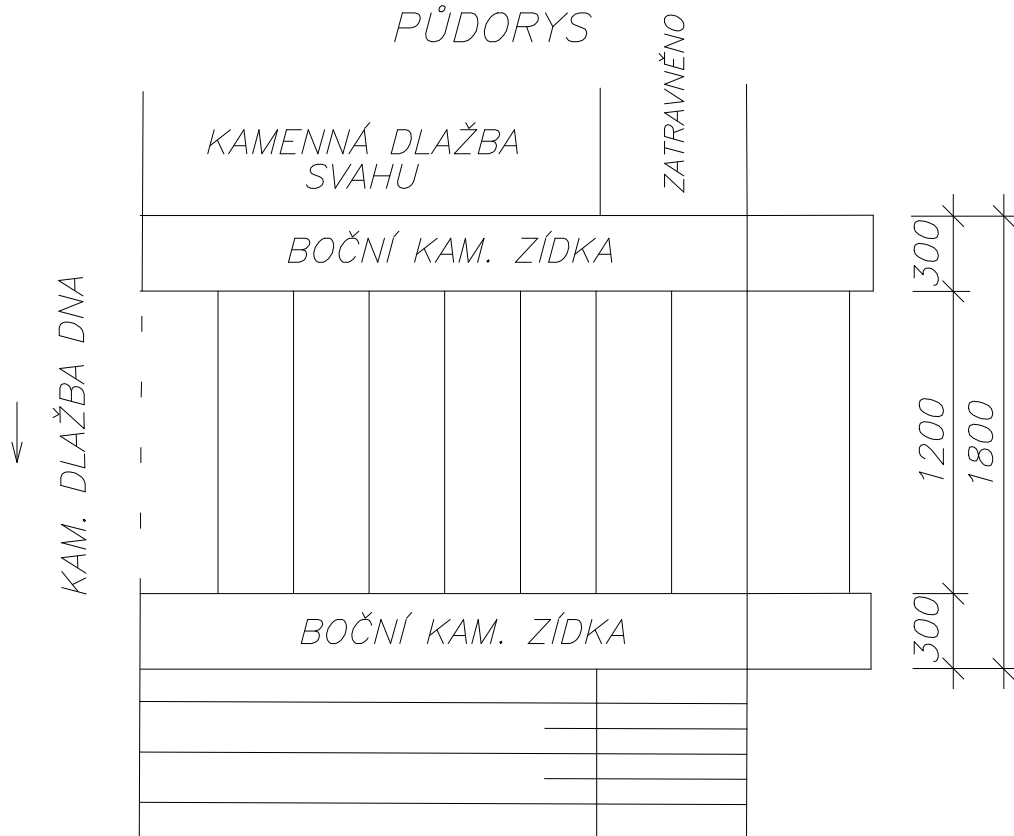 PŮDORYS
ZATRAVNĚNO
KAMENNÁ DLAŽBA
SVAHU
BOČNÍ KAM. ZÍDKA
300
KAM. DLAŽBA DNA
1200
1800
BOČNÍ KAM. ZÍDKA
300